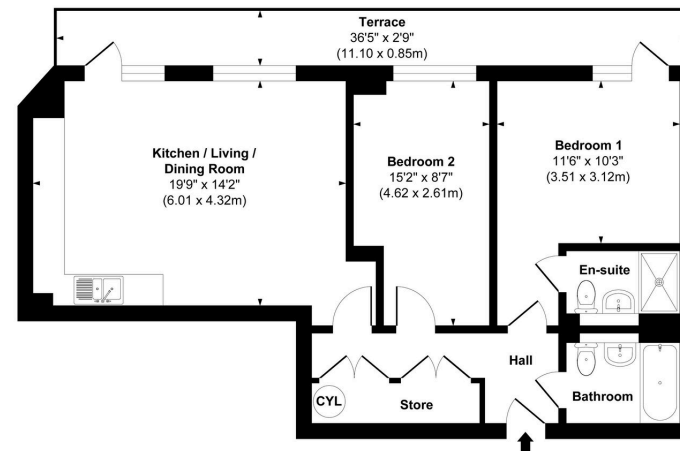 Terrace
36'5" x 2'9"
(11.10 x 0.85m)
Kitchen / Living /
Dining Room
19'9" x 14'2"
(6.01 x 4.32m)
Bedroom 2
15'2" x 8'7"
(4.62 x 2.61m)
Bedroom 1
11'6" x 10'3"
(3.51 x 3.12m)
En-suite
Hall
CYL
Store
Bathroom